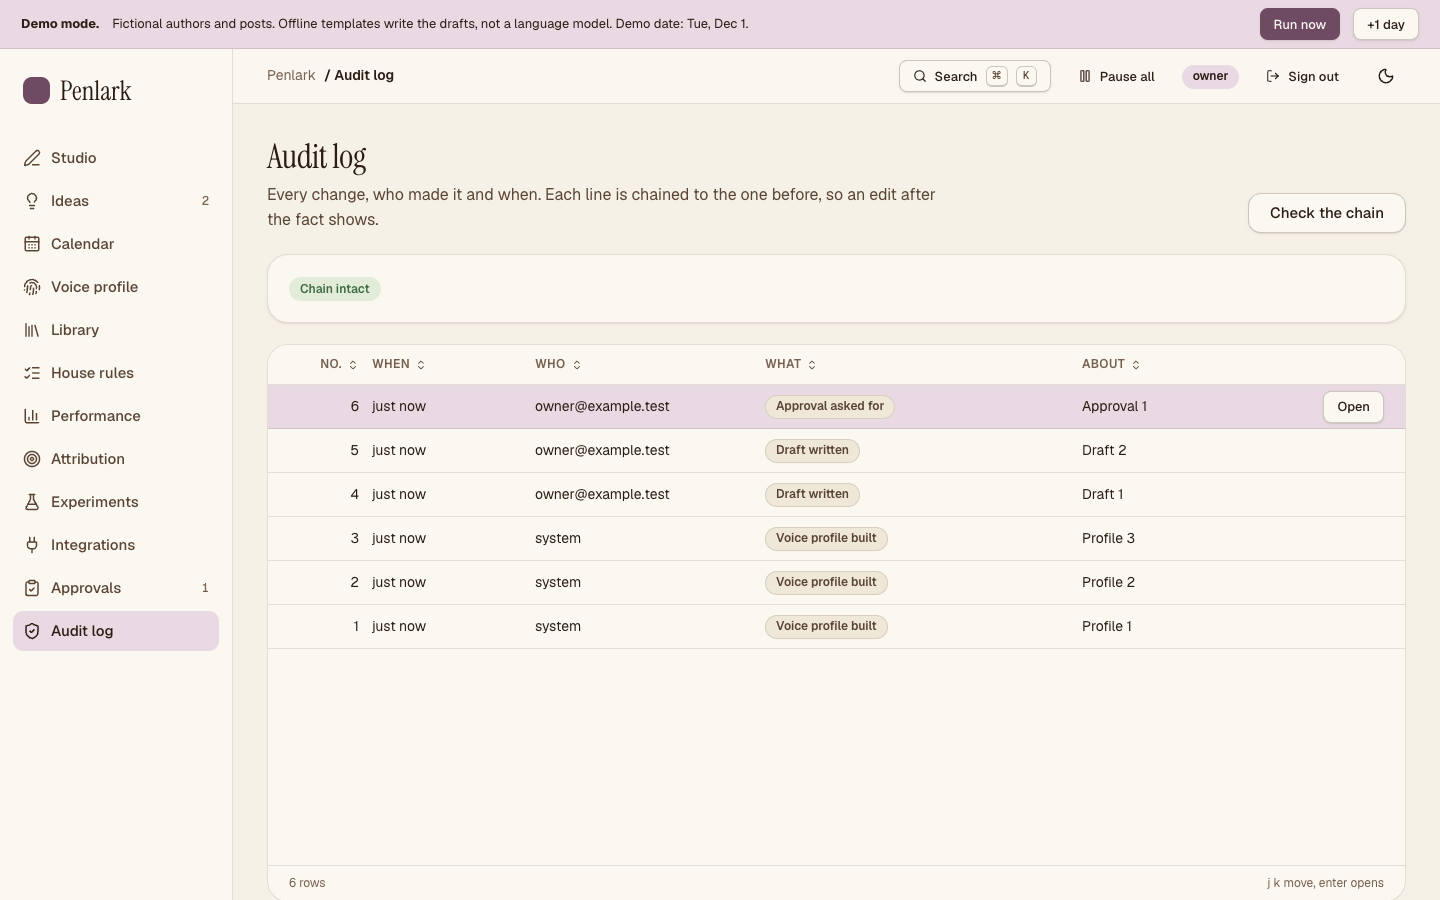 Demo mode. Fictional authors and posts. Offline templates write the drafts, not a language model. Demo date: Tue, Dec 1. Run now +1 day
Penlark
Penlark / Audit log Search ⌘ K Pause all owner Sign out
Studio
Ideas 2
Calendar
Voice profile
Library
House rules
Performance
Attribution
Experiments
Integrations
Approvals 1
Audit log
Audit log
Every change, who made it and when. Each line is chained to the one before, so an edit after
the fact shows.
Check the chain
Chain intact
NO. WHEN WHO WHAT ABOUT
6 just now owner@example.test Approval asked for Approval 1 Open
5 just now owner@example.test Draft written Draft 2
4 just now owner@example.test Draft written Draft 1
3 just now system Voice profile built Profile 3
2 just now system Voice profile built Profile 2
1 just now system Voice profile built Profile 1
6 rows j k move, enter opens